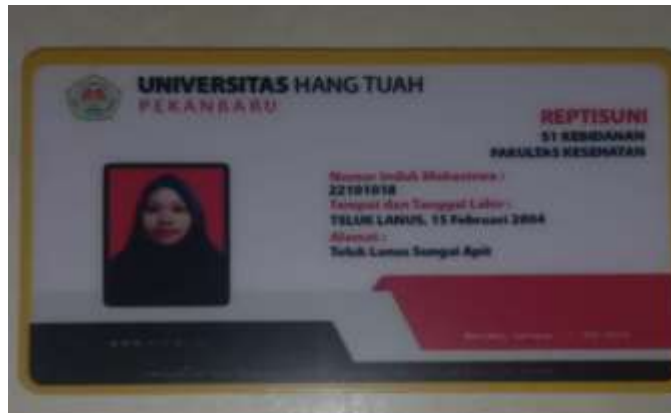 UNIVERSITAS HANG TUAH
PEKANBARU
REPTISUNI
S1 KEBIDANAN
FAKULTAS KESEHATAN
Nomor Induk Mahasiswa :
22101018
Tempat dan Tanggal Lahir :
TELUK LANUS, 15 Februari 2004
Alamat :
Teluk Lanus Sungai Apit